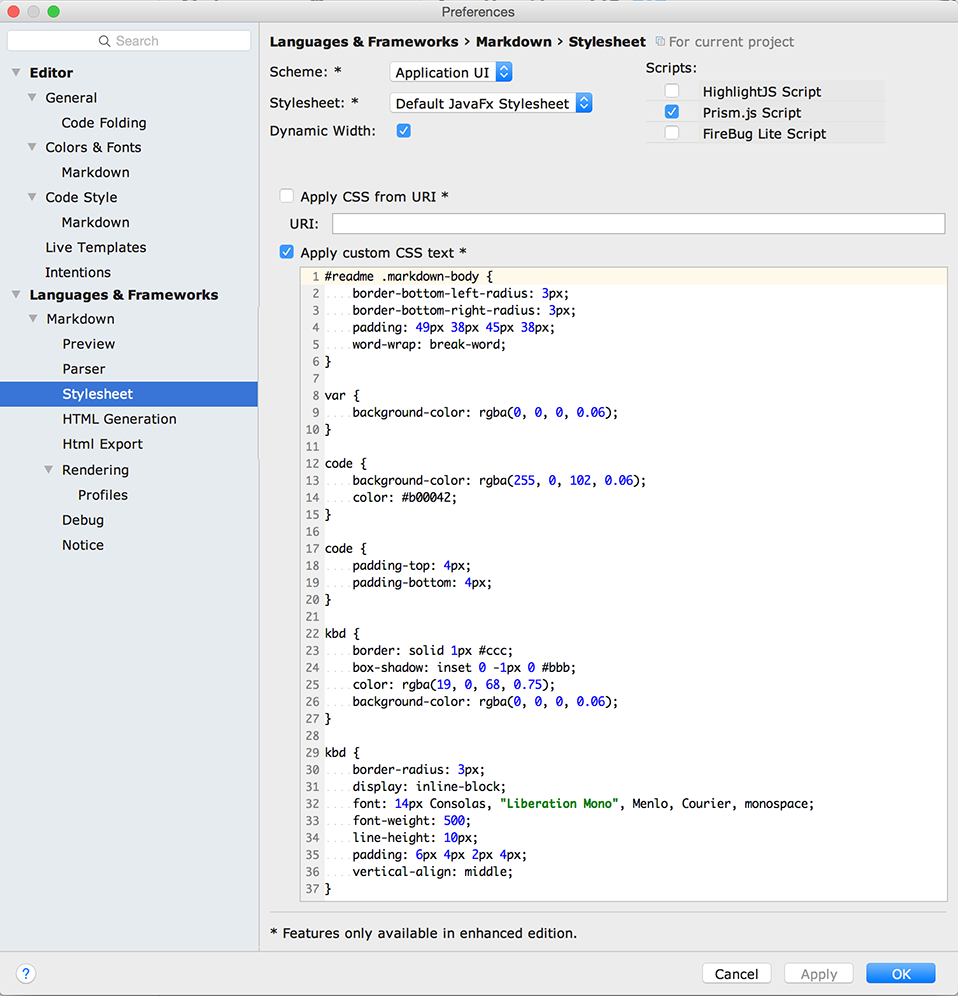 Preferences
Search
Editor
General
Code Folding
Colors & Fonts
Markdown
Code Style
Markdown
Live Templates
Intentions
Languages & Frameworks
Markdown
Preview
Parser
Stylesheet
HTML Generation
Html Export
Rendering
Profiles
Debug
Notice
Languages & Frameworks › Markdown › Stylesheet For current project
Scheme: * Application UI
Stylesheet: * Default JavaFx Stylesheet
Dynamic Width:
Scripts:
HighlightJS Script
Prism.js Script
FireBug Lite Script
Apply CSS from URI *
URI:
Apply custom CSS text *
1 #readme .markdown-body {
2     border-bottom-left-radius: 3px;
3     border-bottom-right-radius: 3px;
4     padding: 49px 38px 45px 38px;
5     word-wrap: break-word;
6 }
7
8 var {
9     background-color: rgba(0, 0, 0, 0.06);
10 }
11
12 code {
13     background-color: rgba(255, 0, 102, 0.06);
14     color: #b00042;
15 }
16
17 code {
18     padding-top: 4px;
19     padding-bottom: 4px;
20 }
21
22 kbd {
23     border: solid 1px #ccc;
24     box-shadow: inset 0 -1px 0 #bbb;
25     color: rgba(19, 0, 68, 0.75);
26     background-color: rgba(0, 0, 0, 0.06);
27 }
28
29 kbd {
30     border-radius: 3px;
31     display: inline-block;
32     font: 14px Consolas, "Liberation Mono", Menlo, Courier, monospace;
33     font-weight: 500;
34     line-height: 10px;
35     padding: 6px 4px 2px 4px;
36     vertical-align: middle;
37 }
* Features only available in enhanced edition.
? Cancel Apply OK